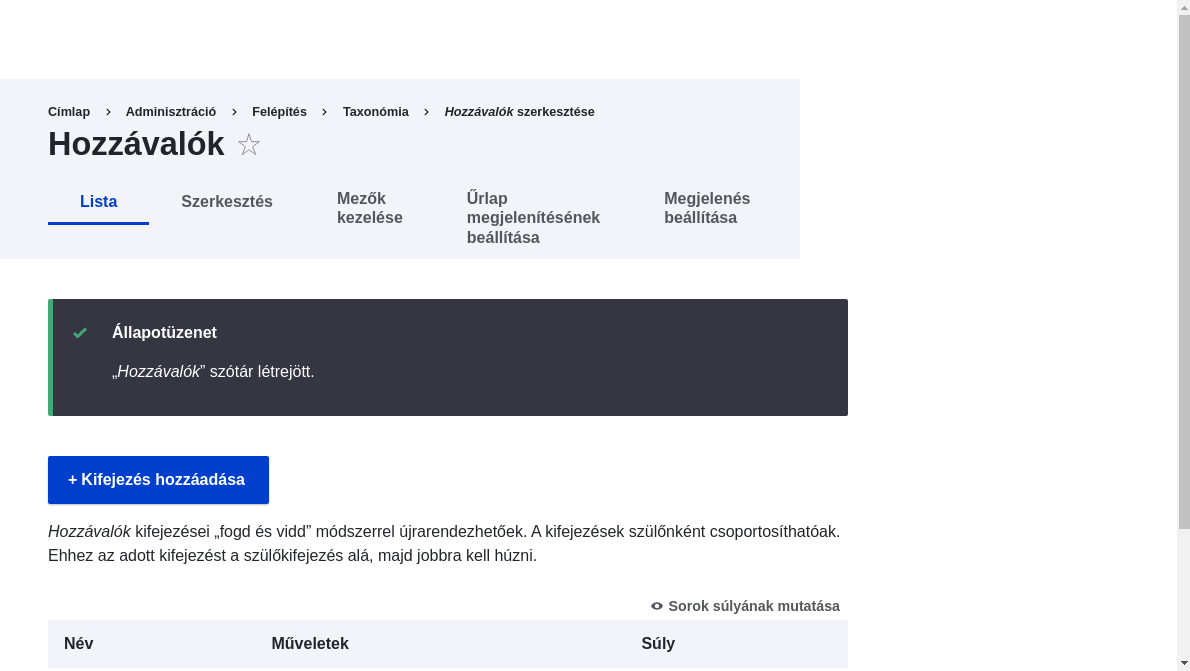 Címlap › Adminisztráció › Felépítés › Taxonómia › Hozzávalók szerkesztése
Hozzávalók ☆
Lista
Szerkesztés
Mezők
kezelése
Űrlap
megjelenítésének
beállítása
Megjelenés
beállítása
Állapotüzenet
„Hozzávalók” szótár létrejött.
+ Kifejezés hozzáadása
Hozzávalók kifejezései „fogd és vidd” módszerrel újrarendezhetőek. A kifejezések szülőnként csoportosíthatóak.
Ehhez az adott kifejezést a szülőkifejezés alá, majd jobbra kell húzni.
Sorok súlyának mutatása
Név Műveletek Súly